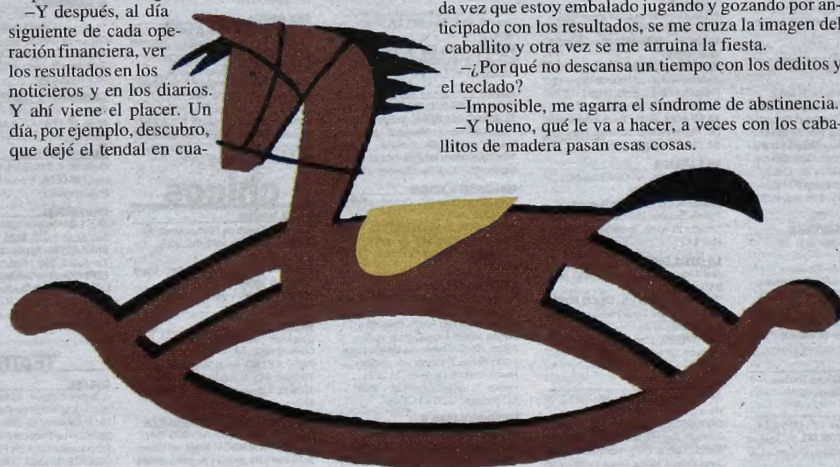 –Y después, al día
siguiente de cada ope-
ración financiera, ver
los resultados en los
noticieros y en los diarios.
Y ahí viene el placer. Un
día, por ejemplo, descubro,
que dejé el tendal en cua-
da vez que estoy embalado jugando y gozando por an-
ticipado con los resultados, se me cruza la imagen del
caballito y otra vez se me arruina la fiesta.
–¿Por qué no descansa un tiempo con los deditos y
el teclado?
–Imposible, me agarra el síndrome de abstinencia.
–Y bueno, qué le va a hacer, a veces con los caba-
llitos de madera pasan esas cosas.